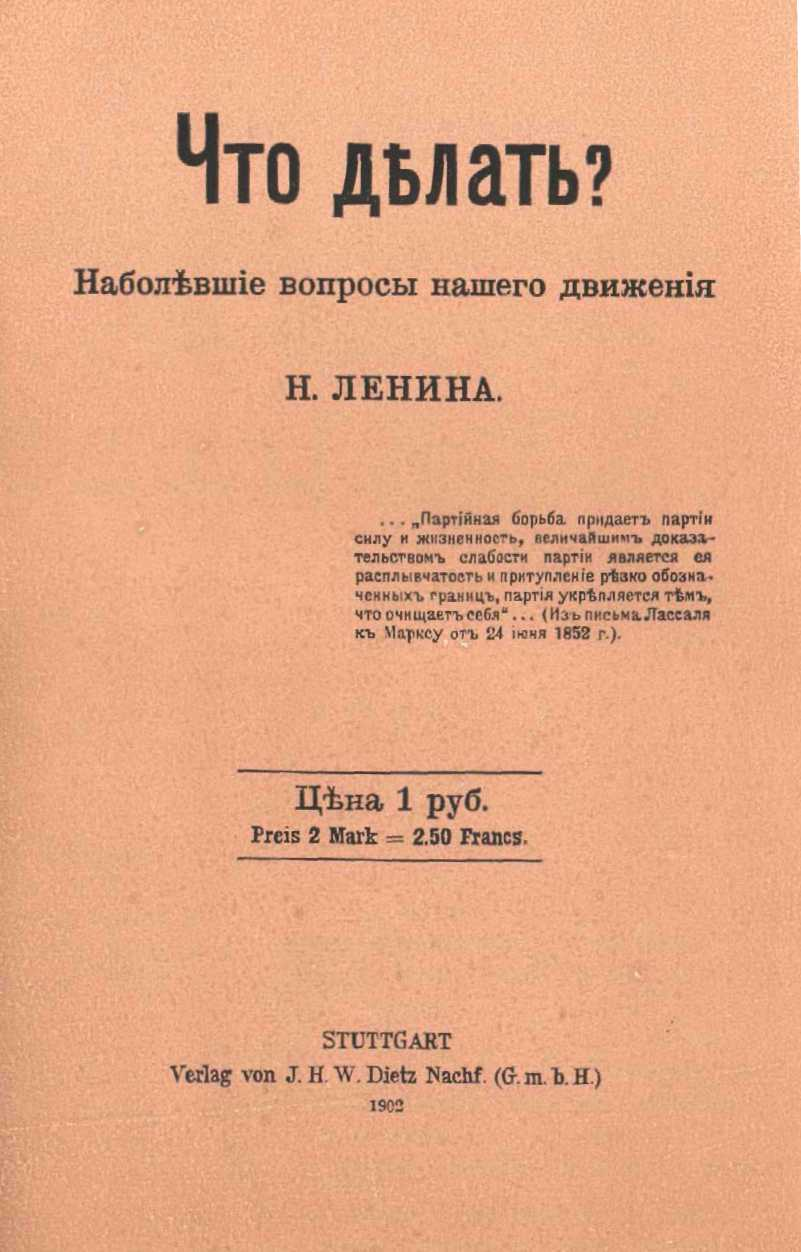 Что дѣлать?
Наболѣвшіе вопросы нашего движенія
Н. ЛЕНИНА.
... „Партійная борьба придаетъ партіи
силу и жизненность, величайшимъ доказа-
тельствомъ слабости партіи является ея
расплывчатость и притупленіе рѣзко обозна-
ченныхъ границъ, партія укрѣпляется тѣмъ,
что очищаетъ себя“... (Изъ письма Лассаля
къ Марксу отъ 24 іюня 1852 г.).
Цѣна 1 руб.
Preis 2 Mark = 2.50 Francs.
STUTTGART
Verlag von J. H. W. Dietz Nachf. (G. m. b. H.)
1902